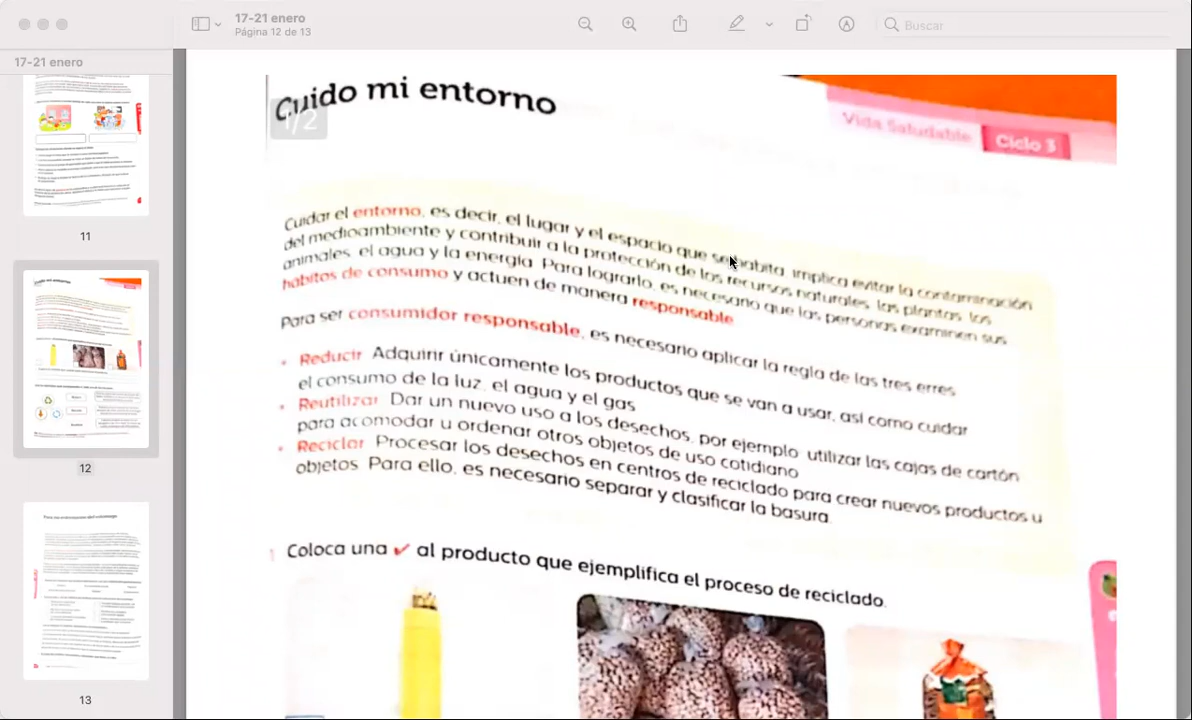 17-21 enero
Página 12 de 13
Buscar
17-21 enero
11
12
13
Cuido mi entorno
1/2
Vida Saludable
Ciclo 3
Cuidar el entorno, es decir, el lugar y el espacio que se habita, implica evitar la contaminación
del medioambiente y contribuir a la protección de los recursos naturales, las plantas, los
animales, el agua y la energía. Para lograrlo, es necesario que las personas examinen sus
hábitos de consumo y actúen de manera responsable.
Para ser consumidor responsable, es necesario aplicar la regla de las tres erres
• Reducir. Adquirir únicamente los productos que se van a usar, así como cuidar
el consumo de la luz, el agua y el gas
• Reutilizar. Dar un nuevo uso a los desechos, por ejemplo, utilizar las cajas de cartón
para acomodar u ordenar otros objetos de uso cotidiano
• Reciclar. Procesar los desechos en centros de reciclado para crear nuevos productos u
objetos. Para ello, es necesario separar y clasificar la basura.
1 Coloca una ✓ al producto que ejemplifica el proceso de reciclado.